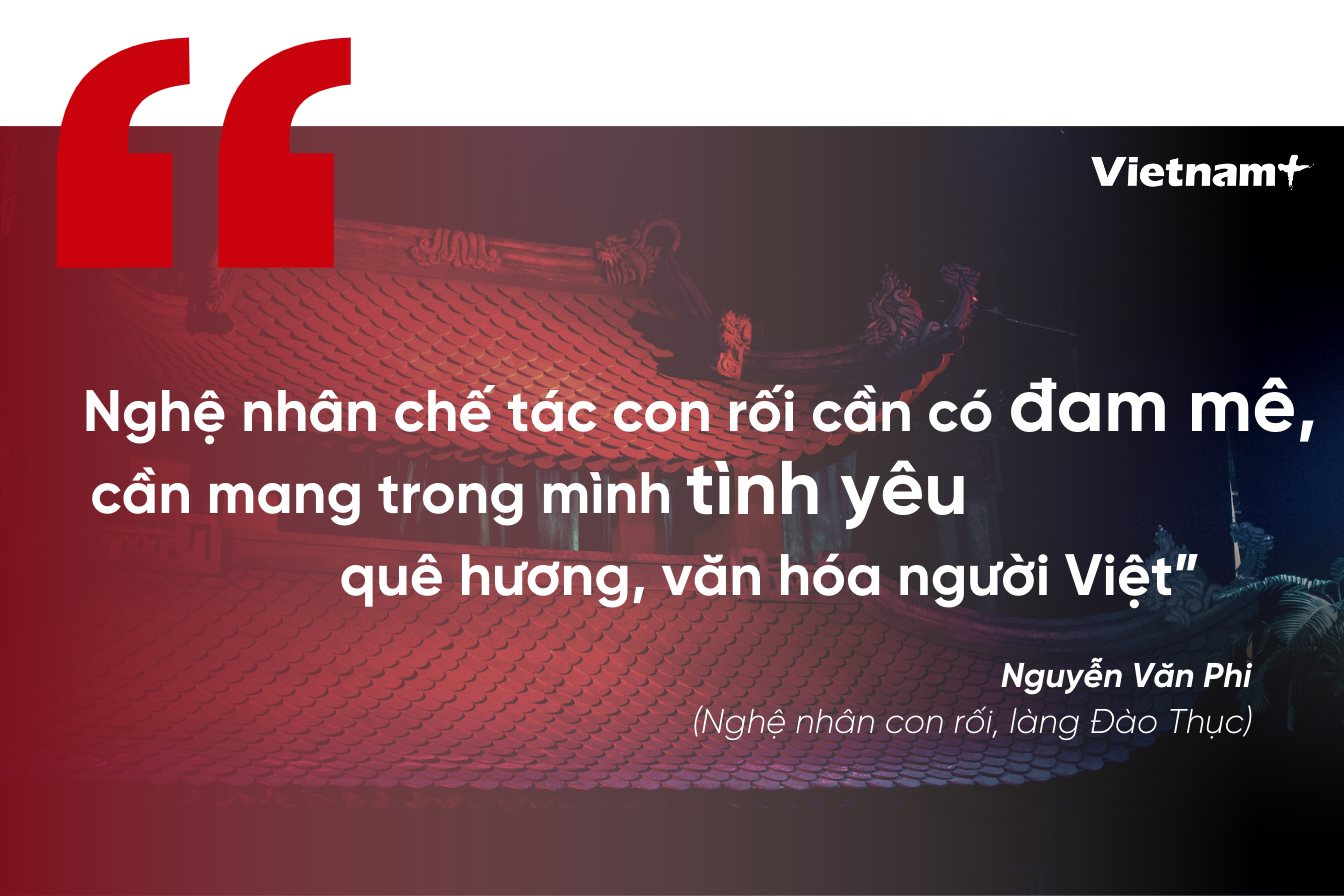 Vietnam+
Nghệ nhân chế tác con rối cần có đam mê,
cần mang trong mình tình yêu
quê hương, văn hóa người Việt”
Nguyễn Văn Phi
(Nghệ nhân con rối, làng Đào Thục)